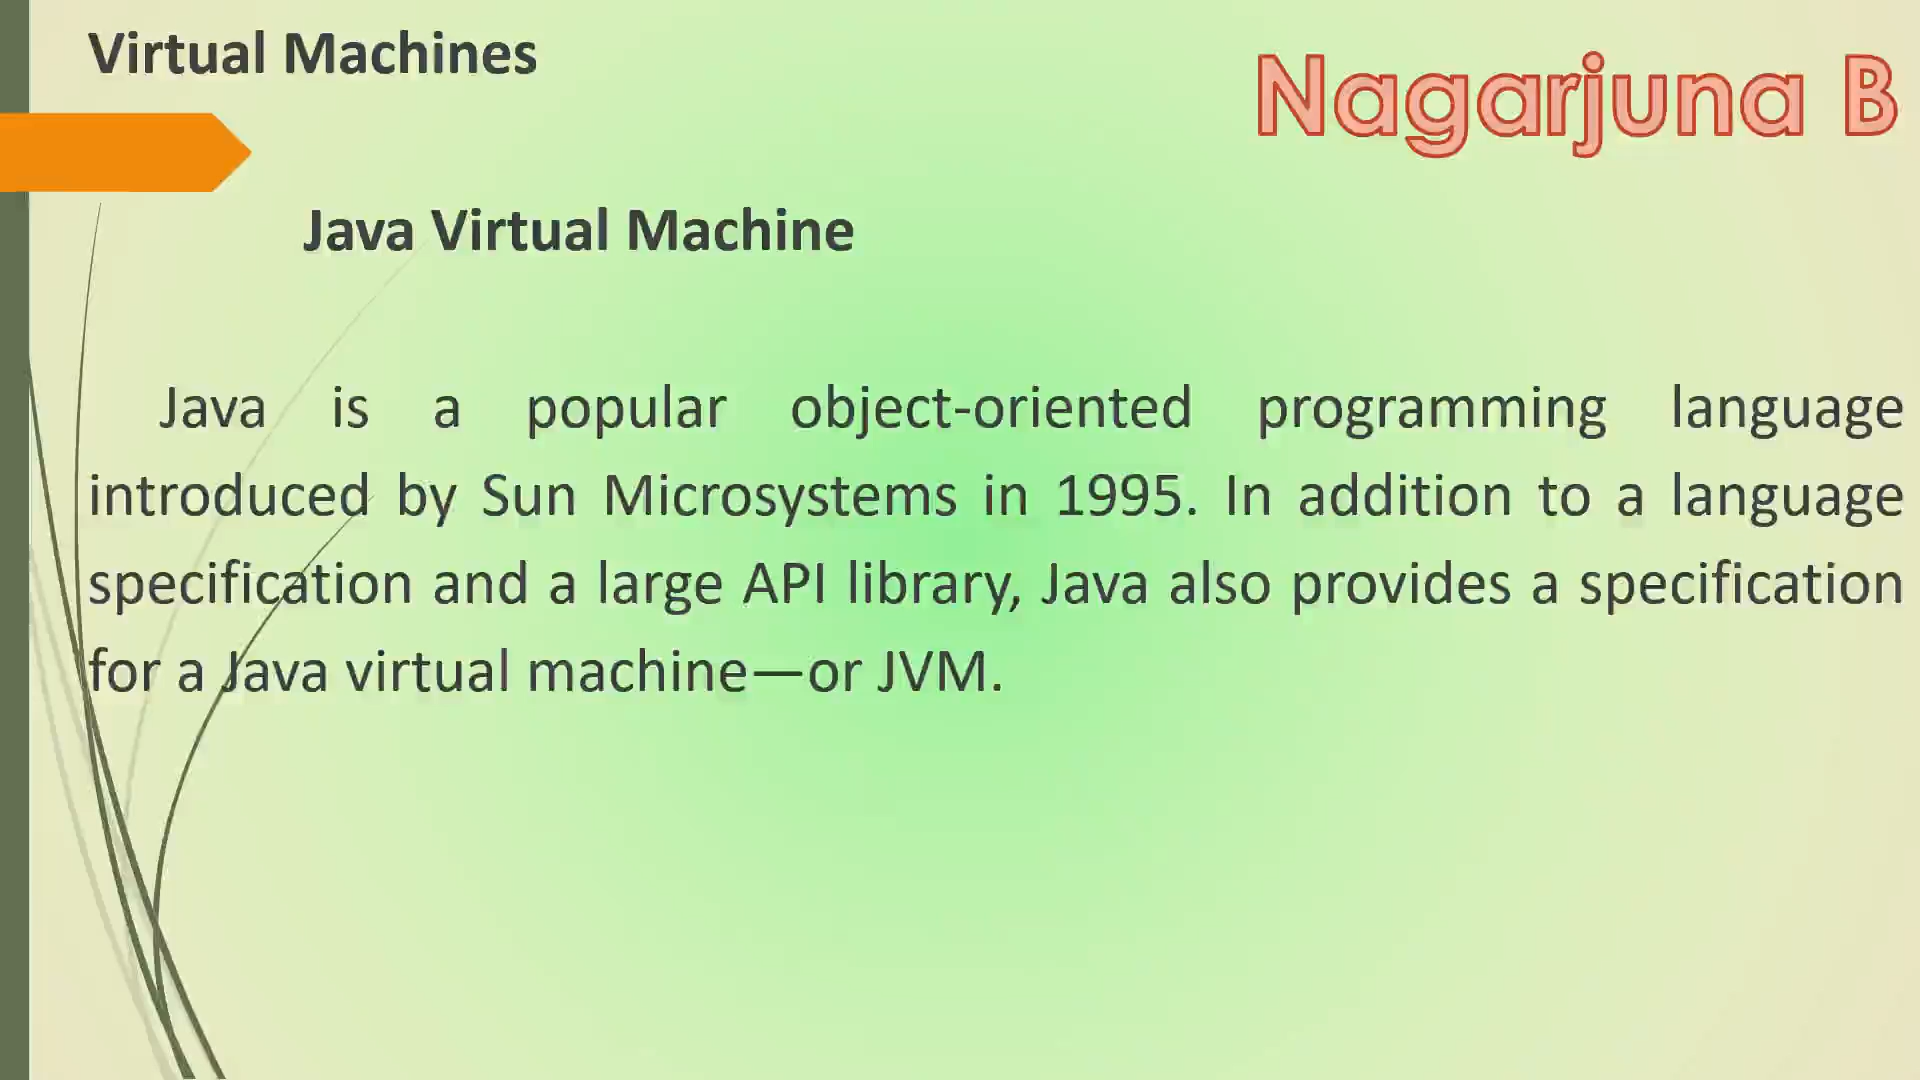 Virtual Machines
Nagarjuna B
Java Virtual Machine
Java is a popular object-oriented programming language
introduced by Sun Microsystems in 1995. In addition to a language
specification and a large API library, Java also provides a specification
for a Java virtual machine—or JVM.